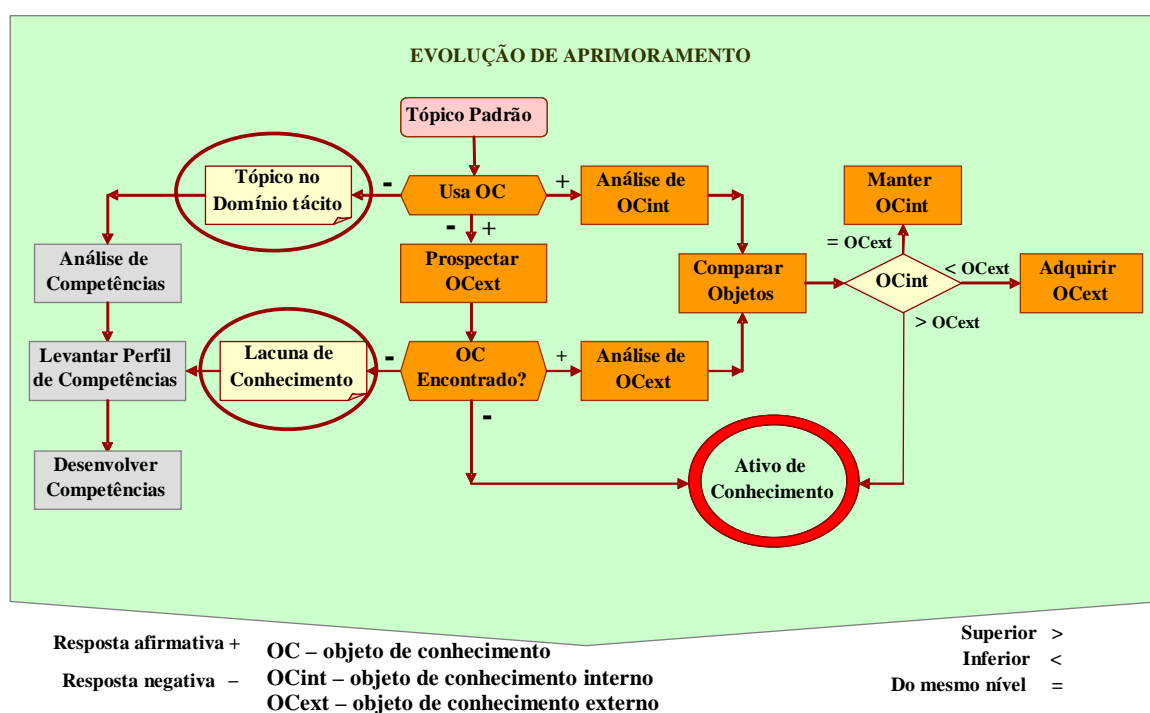 EVOLUÇÃO DE APRIMORAMENTO
Tópico Padrão
Tópico no
Domínio tácito
-
Usa OC
+
Análise de
OCint
Manter
OCint
- +
= OCext
Análise de
Competências
Prospectar
OCext
Comparar
Objetos
OCint
< OCext
Adquirir
OCext
> OCext
Levantar Perfil
de Competências
Lacuna de
Conhecimento
-
OC
Encontrado?
+
Análise de
OCext
-
Desenvolver
Competências
Ativo de
Conhecimento
Resposta afirmativa +
Resposta negativa –
OC – objeto de conhecimento
OCint – objeto de conhecimento interno
OCext – objeto de conhecimento externo
Superior >
Inferior <
Do mesmo nível =